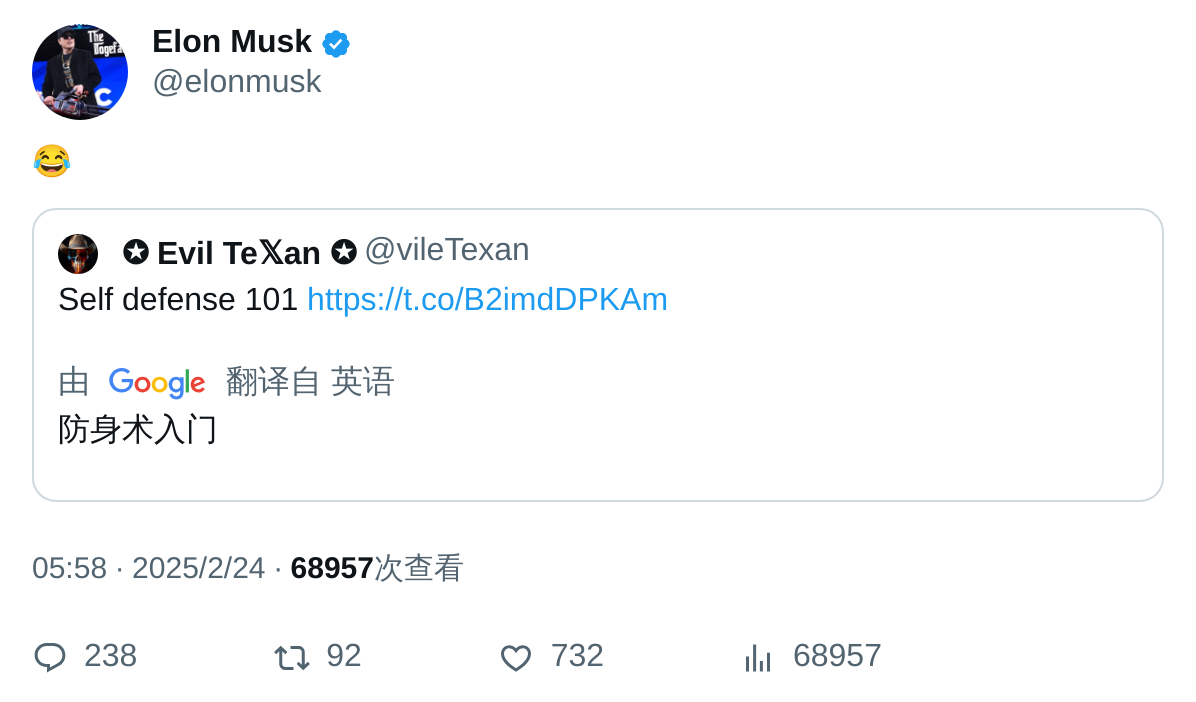 The
Dogefa
C
Elon Musk
@elonmusk
😂
✪ Evil Te𝕏an ✪ @vileTexan
Self defense 101 https://t.co/B2imdDPKAm
由 Google 翻译自 英语
防身术入门
05:58 · 2025/2/24 · 68957次查看
238 92 732 68957